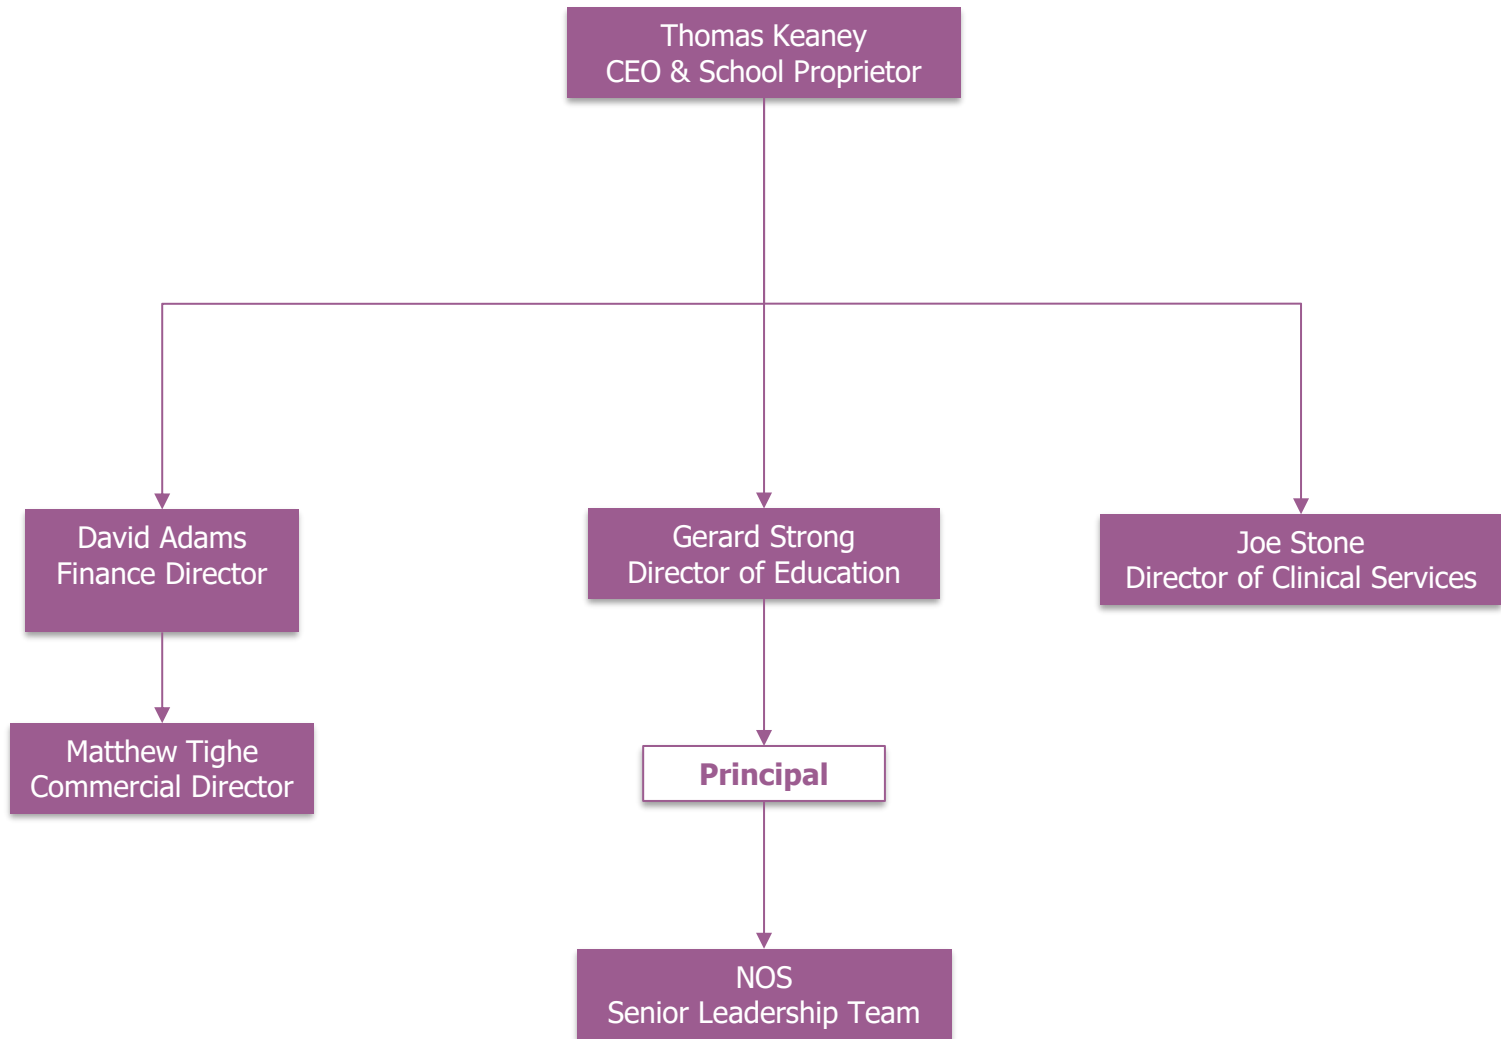 Thomas Keaney
CEO & School Proprietor
David Adams
Finance Director
Gerard Strong
Director of Education
Joe Stone
Director of Clinical Services
Matthew Tighe
Commercial Director
Principal
NOS
Senior Leadership Team